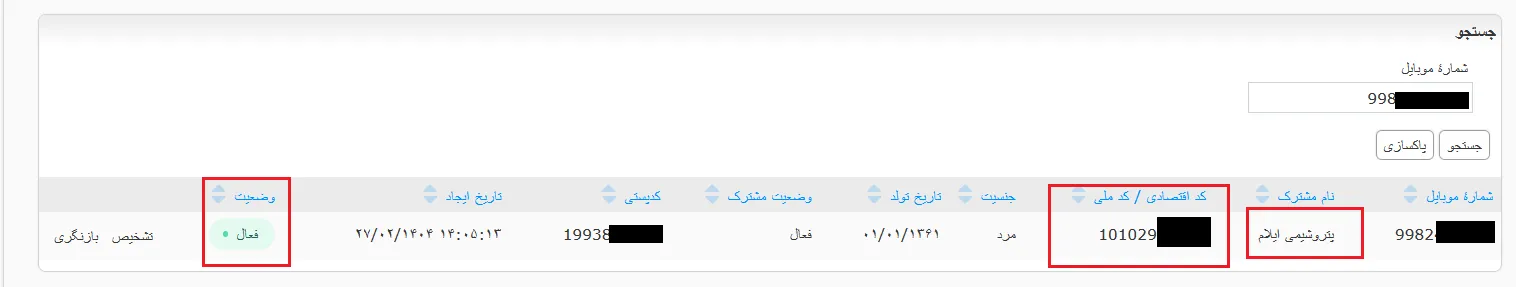 جستجو
شمارهٔ موبایل
998
جستجو پاکسازی
شمارهٔ موبایل نام مشترک کد اقتصادی / کد ملی جنسیت تاریخ تولد وضعیت مشترک کدپستی تاریخ ایجاد وضعیت
9982 پتروشیمی ایلام 101029 مرد ۰۱/۰۱/۱۳۶۱ فعال 19938 ۲۷/۰۲/۱۴۰۴ ۱۴:۰۵:۱۳ فعال تشخیص بازنگری